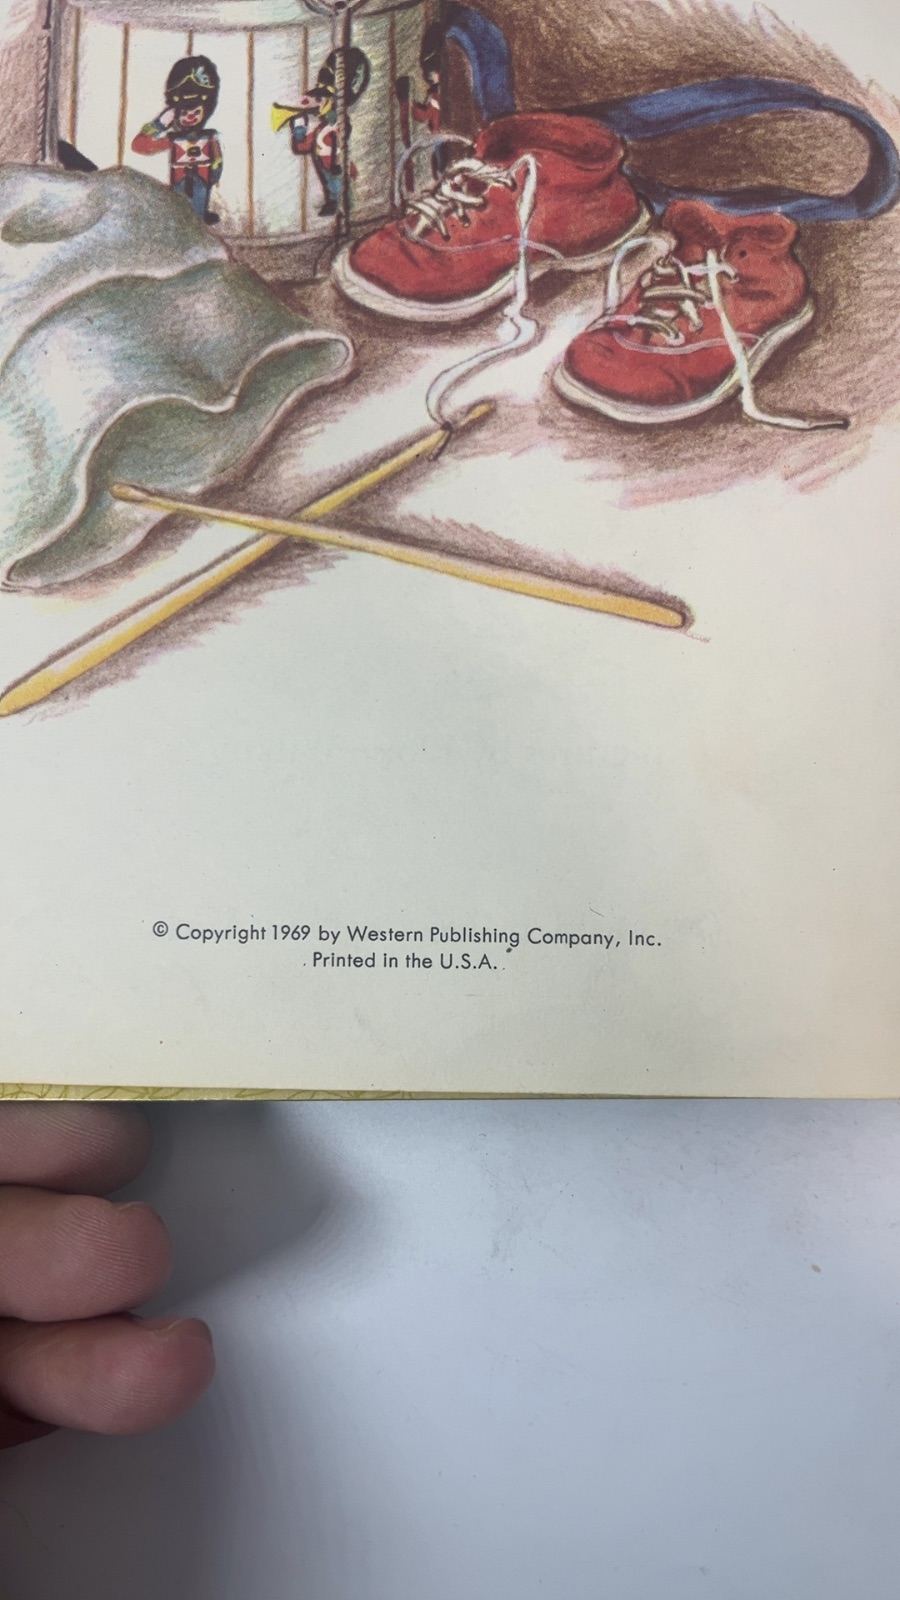 © Copyright 1969 by Western Publishing Company, Inc.
Printed in the U.S.A.